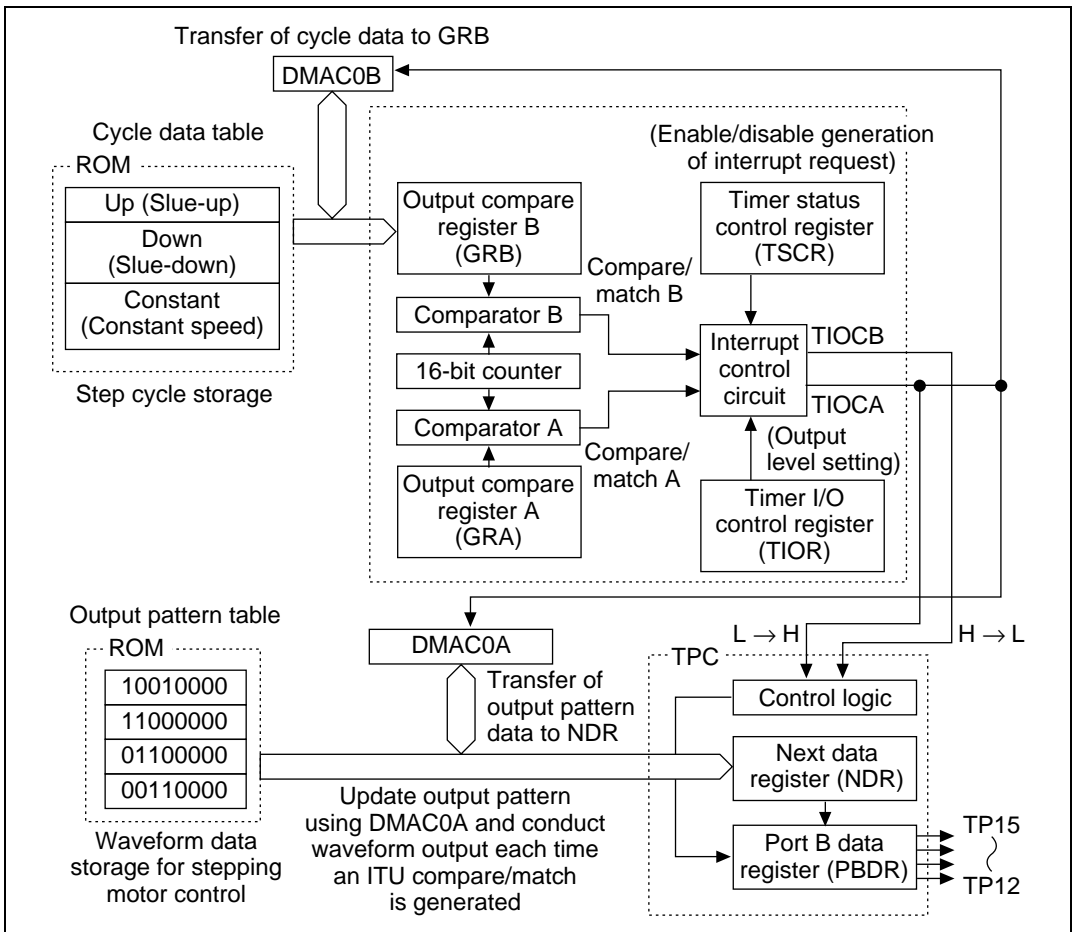 Transfer of cycle data to GRB
DMAC0B
Cycle data table
ROM
Up (Slue-up)
Down
(Slue-down)
Constant
(Constant speed)
Step cycle storage
(Enable/disable generation
of interrupt request)
Output compare
register B
(GRB)
Timer status
control register
(TSCR)
Compare/
match B
Comparator B
16-bit counter
Comparator A
Interrupt
control
circuit
TIOCB
TIOCA
Compare/
match A
(Output
level setting)
Output compare
register A
(GRA)
Timer I/O
control register
(TIOR)
Output pattern table
ROM
10010000
11000000
01100000
00110000
Waveform data
storage for stepping
motor control
DMAC0A
Transfer of
output pattern
data to NDR
Update output pattern
using DMAC0A and conduct
waveform output each time
an ITU compare/match
is generated
L → H
H → L
TPC
Control logic
Next data
register (NDR)
Port B data
register (PBDR)
TP15
TP12